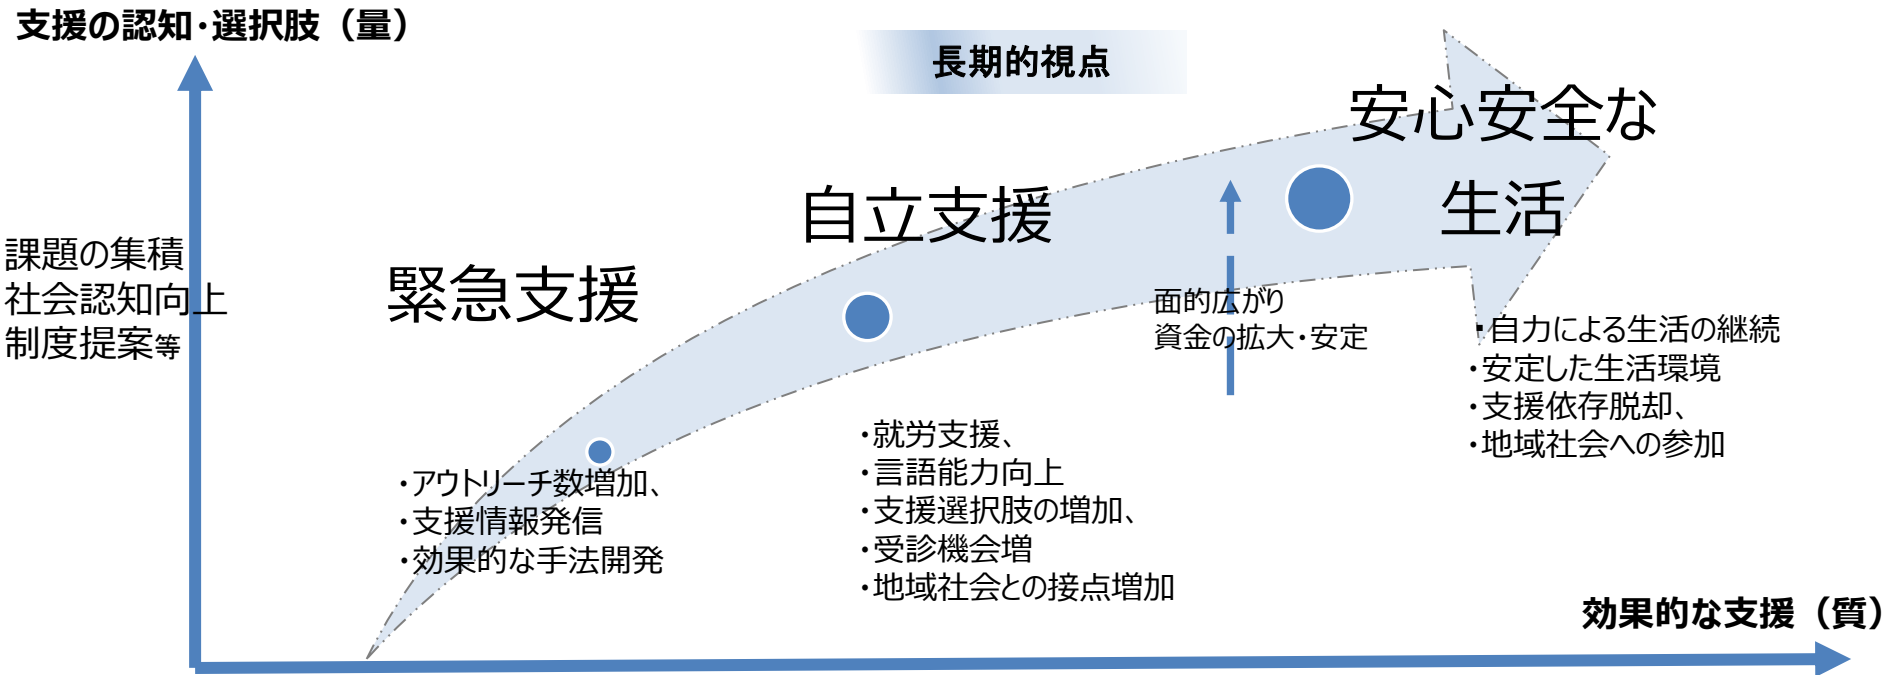 支援の認知・選択肢（量）
長期的視点
安心安全な
生活
自立支援
緊急支援
課題の集積
社会認知向上
制度提案等
面的広がり
資金の拡大・安定
・自力による生活の継続
・安定した生活環境
・支援依存脱却、
・地域社会への参加
・就労支援、
・言語能力向上
・支援選択肢の増加、
・受診機会増
・地域社会との接点増加
・アウトリーチ数増加、
・支援情報発信
・効果的な手法開発
効果的な支援（質）